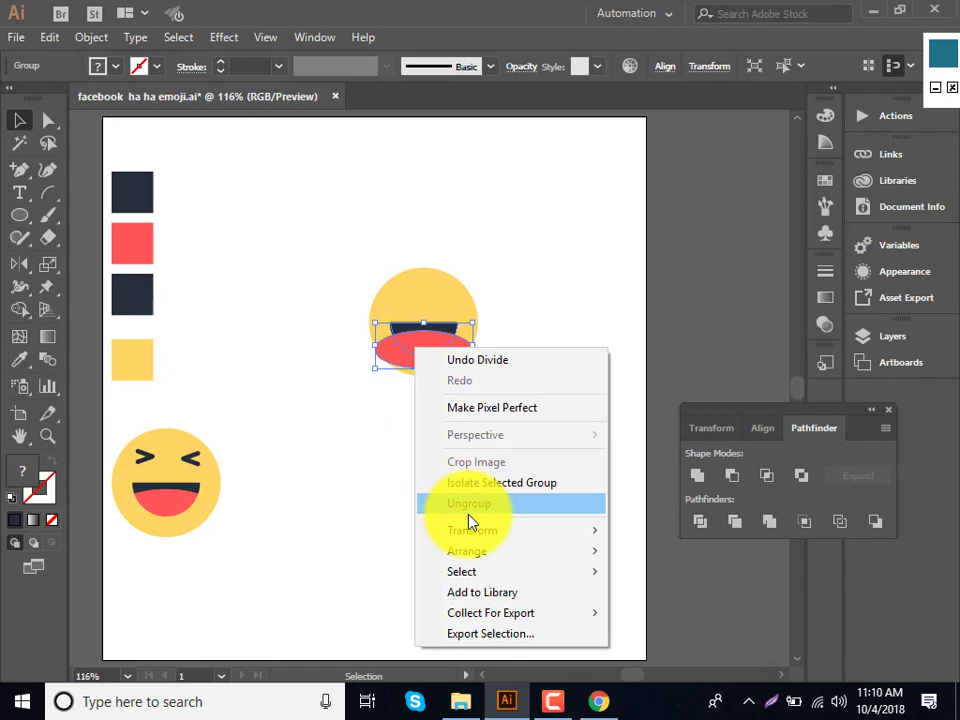 Ai Br St Automation Search Adobe Stock
File Edit Object Type Select Effect View Window Help
Group ? Stroke: Basic Opacity Style: Align Transform
facebook ha ha emoji.ai* @ 116% (RGB/Preview)
Actions
Links
Libraries
Document Info
Variables
Appearance
Asset Export
Layers
Artboards
Undo Divide
Redo
Make Pixel Perfect
Perspective
Crop Image
Isolate Selected Group
Ungroup
Transform
Arrange
Select
Add to Library
Collect For Export
Export Selection...
Transform Align Pathfinder
Shape Modes:
Expand
Pathfinders:
T
?
116% 1 Selection
Type here to search
Ai
11:10 AM
10/4/2018